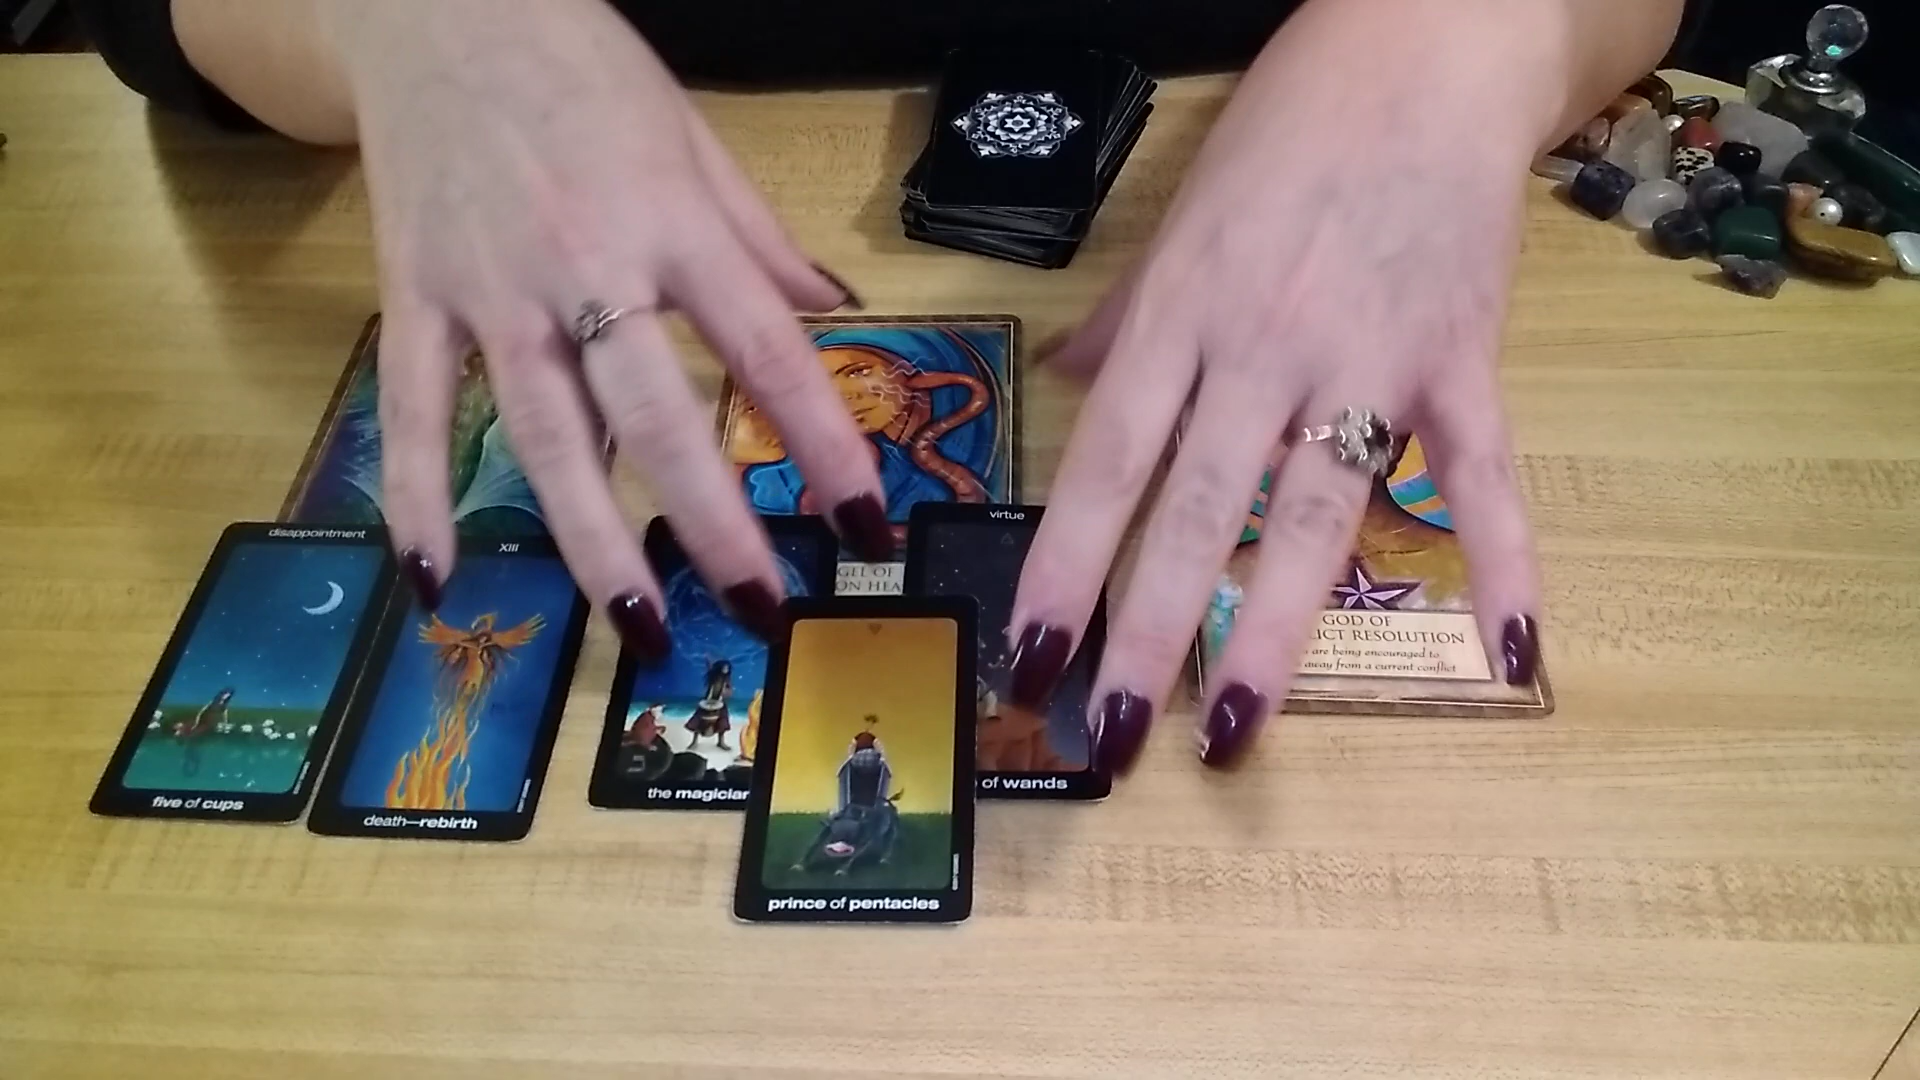 disappointment
five of cups
XIII
death—rebirth
the magician
GEL OF
ON HEA
virtue
of wands
prince of pentacles
GOD OF
LICT RESOLUTION
are being encouraged to
away from a current conflict